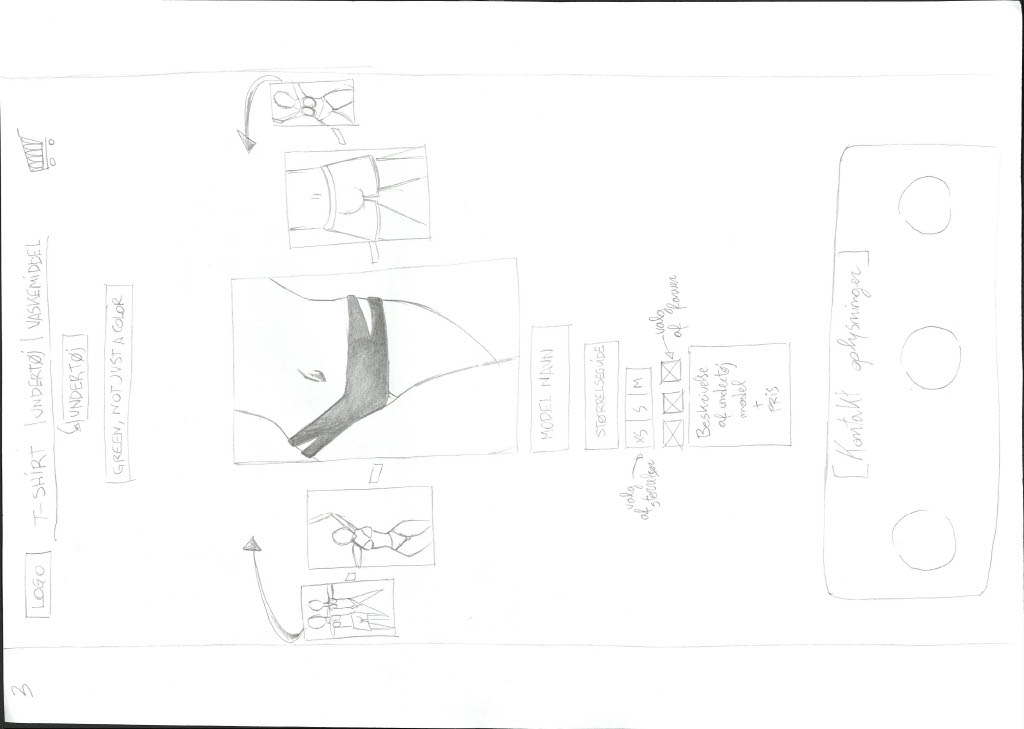 3
LOGO T-SHIRT | UNDERTØJ | VASKEMIDDEL
UNDERTØJ
GREEN, NOT JUST A COLOR
MODEL NAVN
STØRRELSEGUIDE
valg
af størrelser
XS S M
valg
af farver
Beskrivelse
af undertøj
model
+
PRIS
[Kontakt oplysninger]